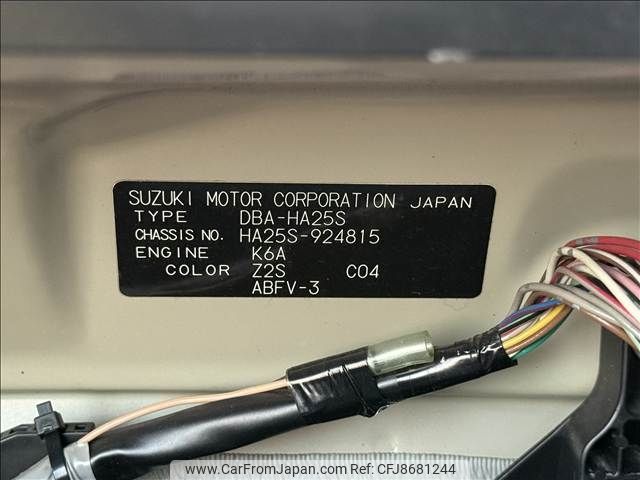 SUZUKI MOTOR CORPORATION JAPAN
TYPE DBA-HA25S
CHASSIS NO. HA25S-924815
ENGINE K6A
COLOR Z2S C04
ABFV-3
www.CarFromJapan.com © CFJ8681244